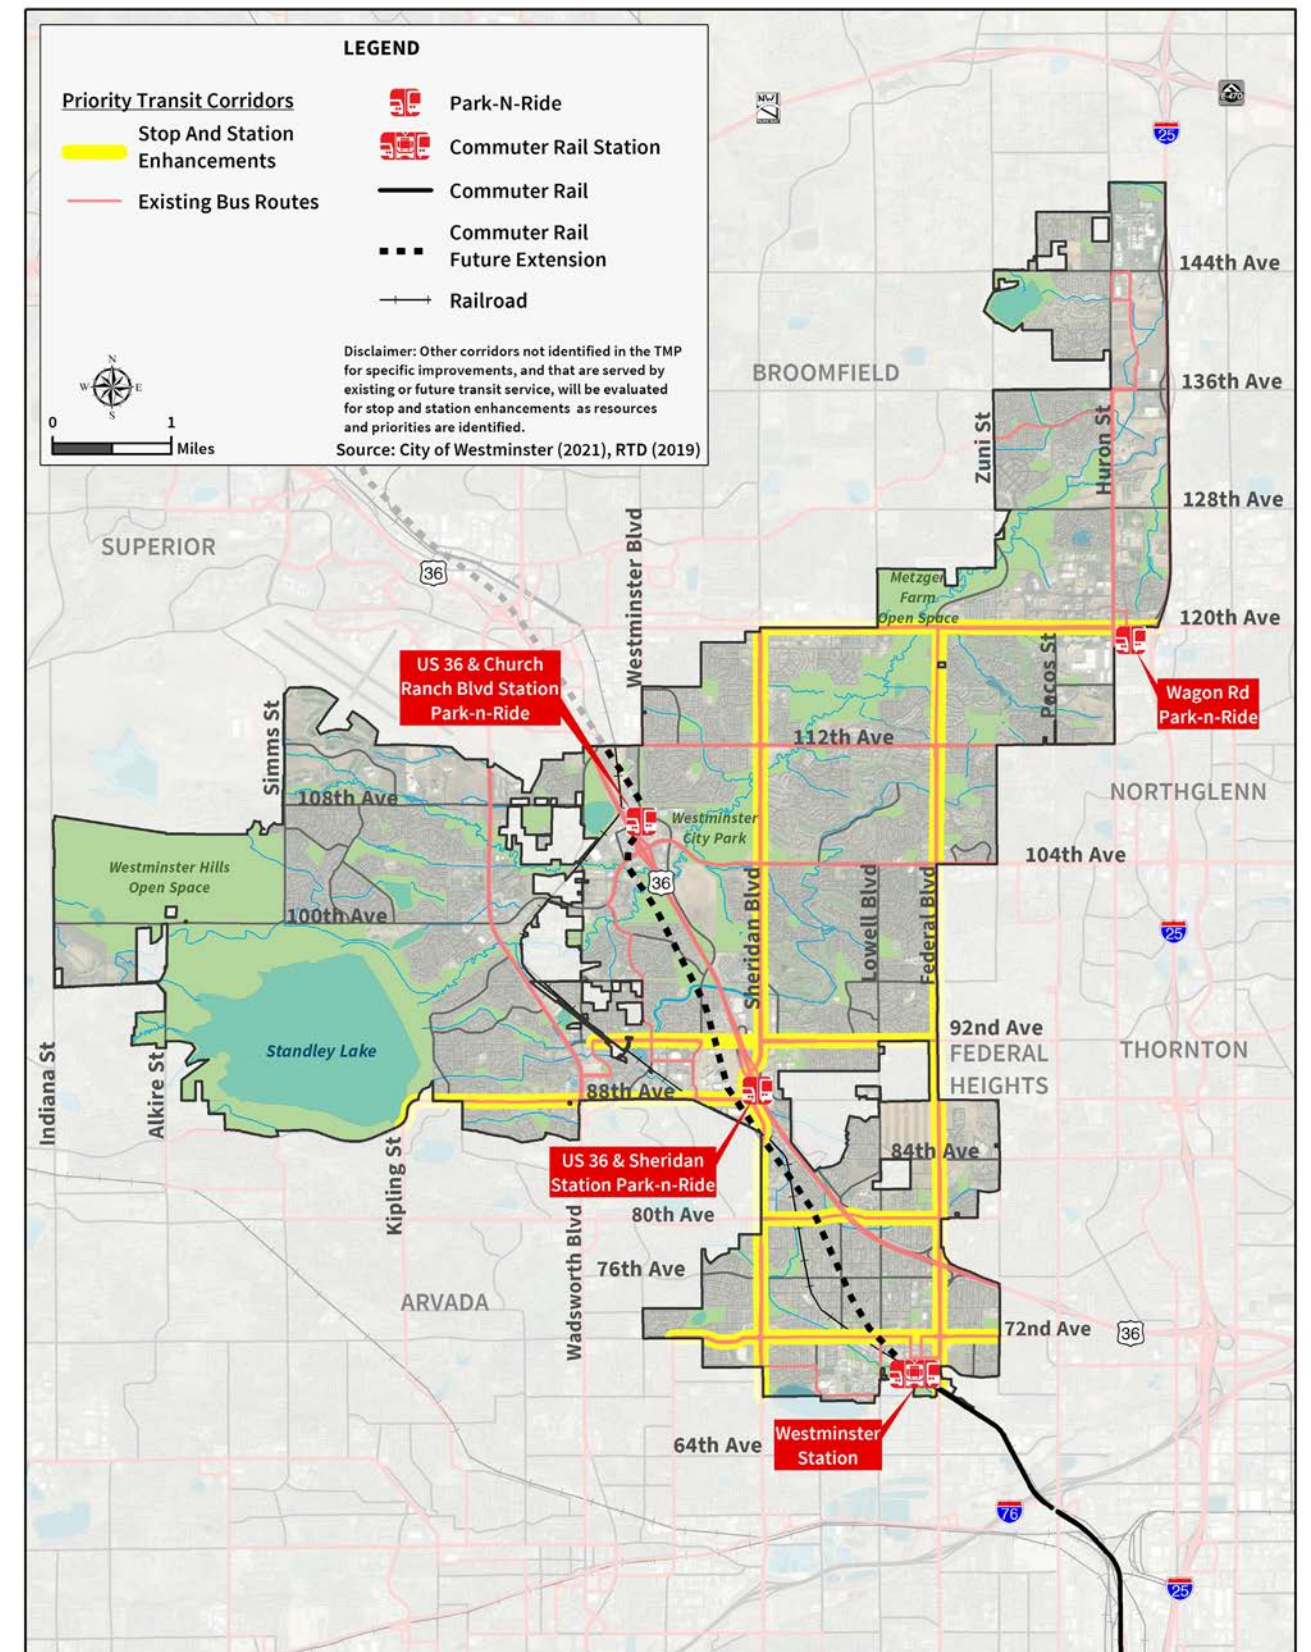 LEGEND
Priority Transit Corridors
Stop And Station
Enhancements
Existing Bus Routes
Park-N-Ride
Commuter Rail Station
Commuter Rail
Commuter Rail
Future Extension
Railroad
N
W
E
S
0
1
Miles
Disclaimer: Other corridors not identified in the TMP
for specific improvements, and that are served by
existing or future transit service, will be evaluated
for stop and station enhancements as resources
and priorities are identified.
Source: City of Westminster (2021), RTD (2019)
NW
E-470
25
144th Ave
BROOMFIELD
136th Ave
Zuni St
Huron St
128th Ave
SUPERIOR
36
Westminster Blvd
Metzger
Farm
Open Space
120th Ave
US 36 & Church
Ranch Blvd Station
Park-n-Ride
Pecos St
Wagon Rd
Park-n-Ride
Simms St
112th Ave
108th Ave
NORTHGLENN
Westminster
City Park
104th Ave
Westminster Hills
Open Space
36
100th Ave
Sheridan Blvd
Lowell Blvd
Federal Blvd
25
92nd Ave
FEDERAL
HEIGHTS
THORNTON
Standley Lake
Indiana St
Alkire St
88th Ave
Kipling St
84th Ave
US 36 & Sheridan
Station Park-n-Ride
80th Ave
Wadsworth Blvd
76th Ave
ARVADA
72nd Ave
36
64th Ave
Westminster
Station
76
25